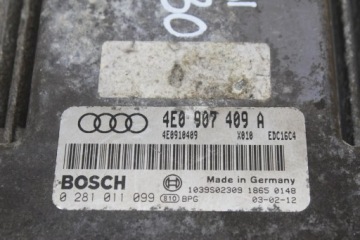 4E0 907 409 A
4E0910409 X010 EDC16C4
BOSCH Made in Germany
1039S02309 1865 0148
0 281 011 099 810 BPG 03-02-12